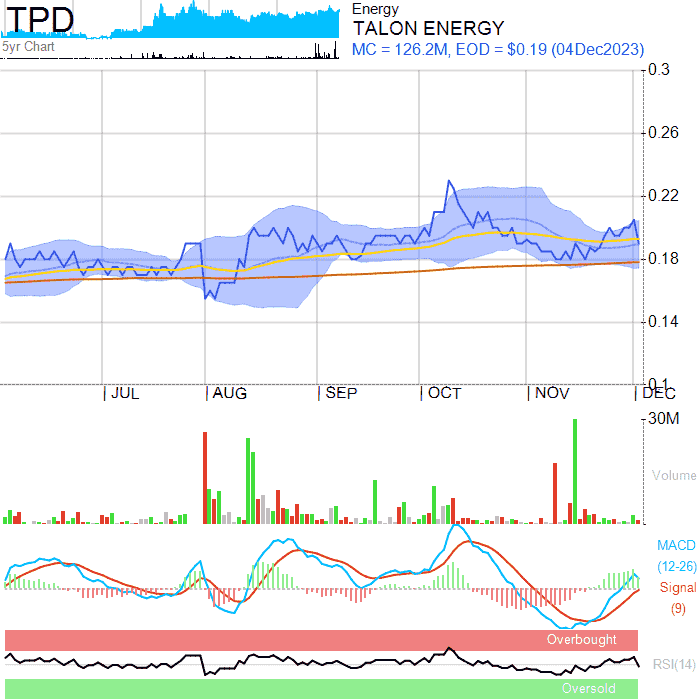 TPD
5yr Chart
Energy
TALON ENERGY
MC = 126.2M, EOD = $0.19 (04Dec2023)
0.3
0.26
0.22
0.18
0.14
0.1
JUL
AUG
SEP
OCT
NOV
DEC
30M
Volume
MACD
(12-26)
Signal
(9)
Overbought
RSI(14)
Oversold